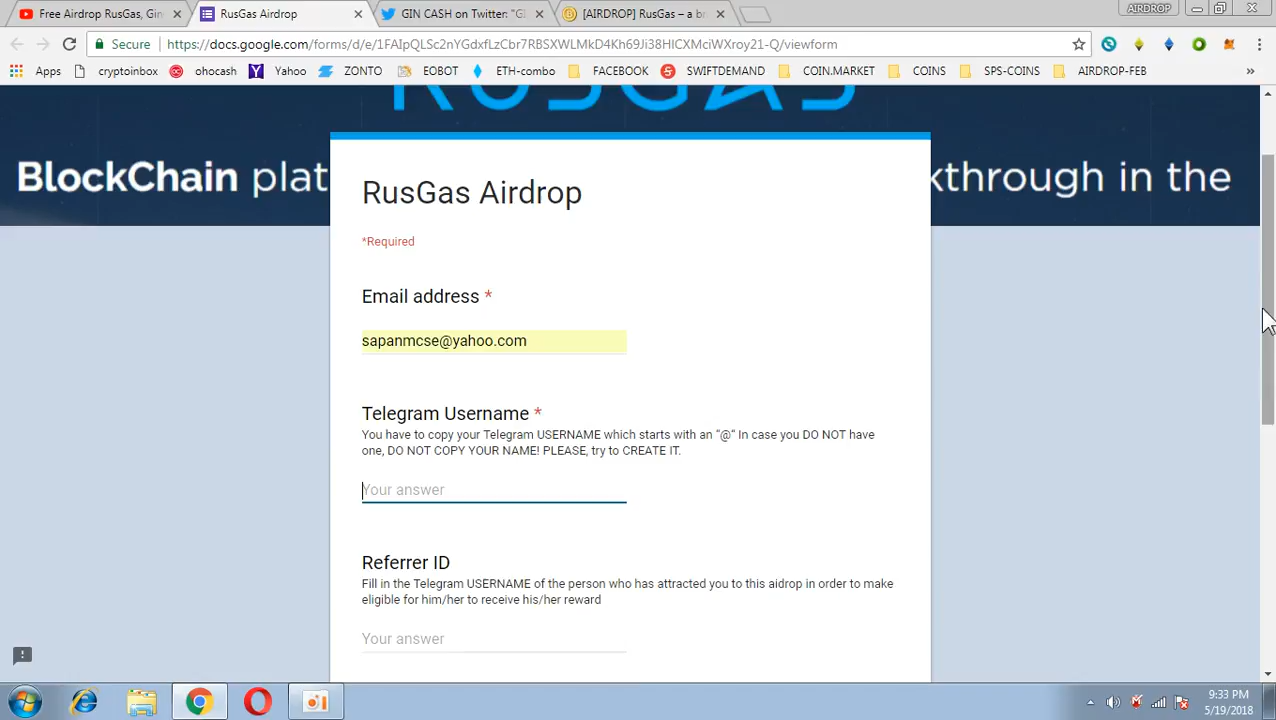 Free Airdrop RusGas, Gin
RusGas Airdrop
GIN CASH on Twitter: "GI
[AIRDROP] RusGas – a br
AIRDROP
Secure
https://docs.google.com/forms/d/e/1FAIpQLSc2nYGdxfLzCbr7RBSXWLMkD4Kh69Ji38HICXMciWXroy21-Q/viewform
Apps
cryptoinbox
ohocash
Yahoo
ZONTO
EOBOT
ETH-combo
FACEBOOK
SWIFTDEMAND
COIN.MARKET
COINS
SPS-COINS
AIRDROP-FEB
RUSGAS
BlockChain plat
kthrough in the
RusGas Airdrop
*Required
Email address *
sapanmcse@yahoo.com
Telegram Username *
You have to copy your Telegram USERNAME which starts with an "@" In case you DO NOT have
one, DO NOT COPY YOUR NAME! PLEASE, try to CREATE IT.
Your answer
Referrer ID
Fill in the Telegram USERNAME of the person who has attracted you to this aidrop in order to make
eligible for him/her to receive his/her reward
Your answer
9:33 PM
5/19/2018